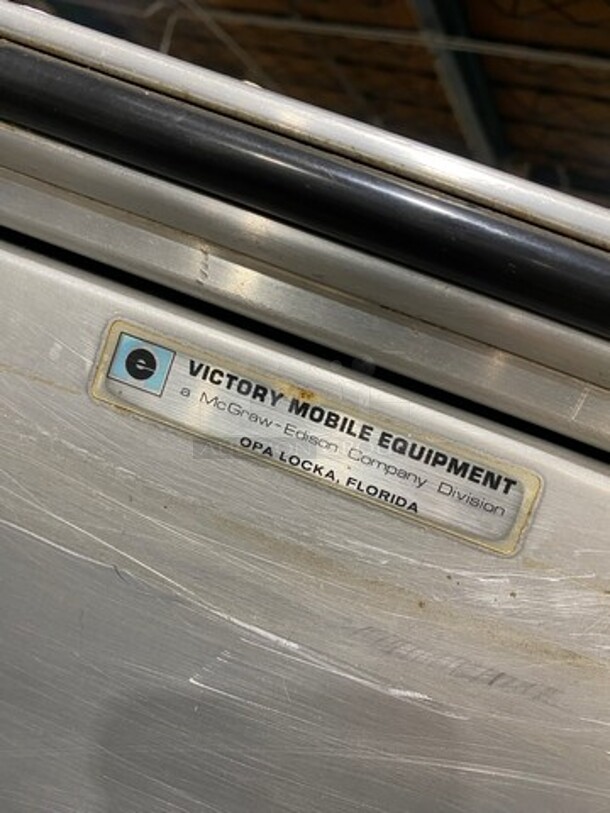 e VICTORY MOBILE EQUIPMENT
a McGraw-Edison Company Division
OPA LOCKA, FLORIDA